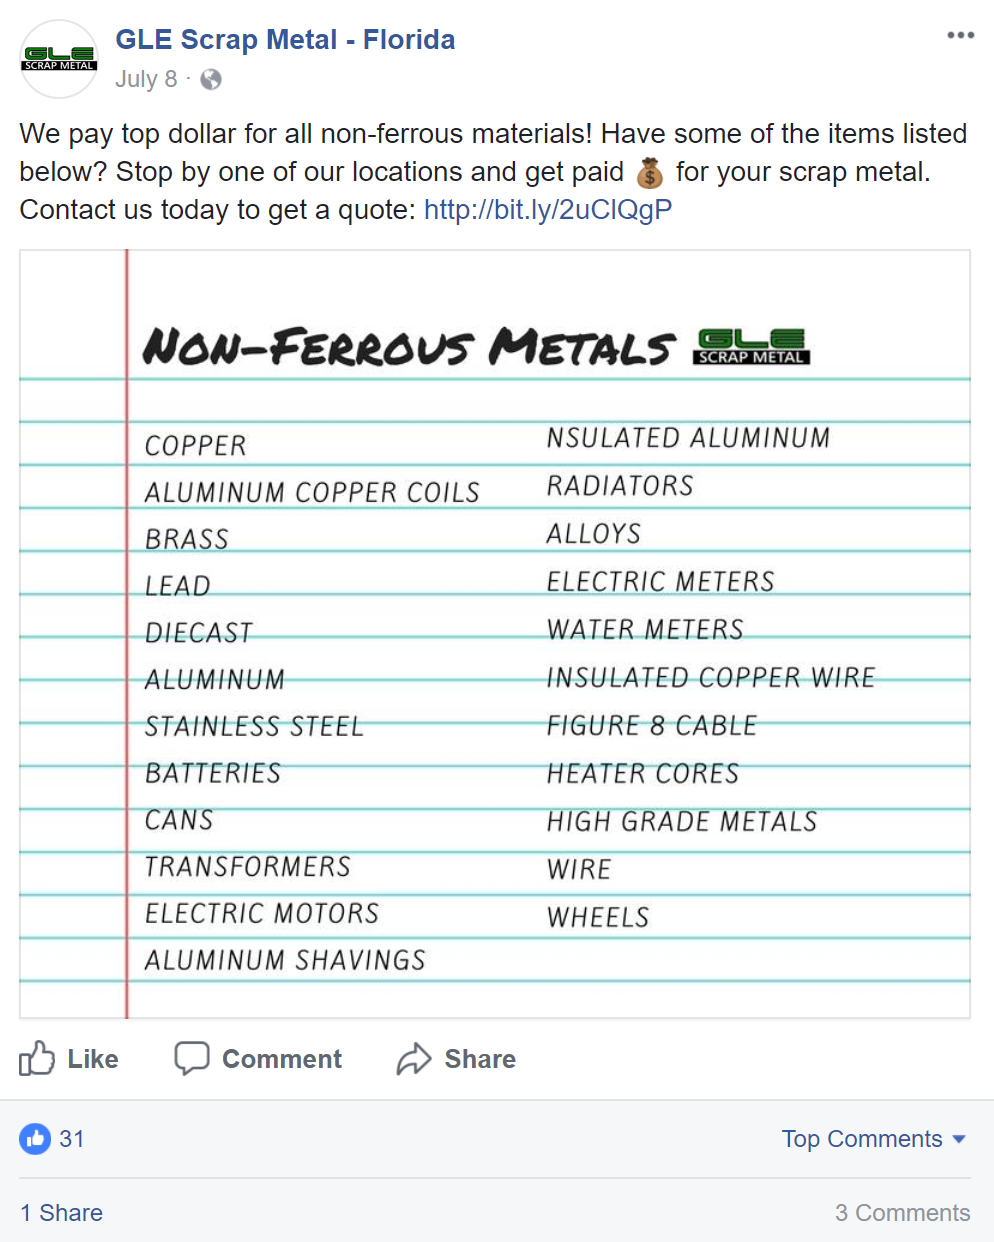 GLE
SCRAP METAL
GLE Scrap Metal - Florida
July 8 ·
We pay top dollar for all non-ferrous materials! Have some of the items listed
below? Stop by one of our locations and get paid 💰 for your scrap metal.
Contact us today to get a quote: http://bit.ly/2uClQgP
NON-FERROUS METALS
GLE
SCRAP METAL
COPPER
ALUMINUM COPPER COILS
BRASS
LEAD
DIECAST
ALUMINUM
STAINLESS STEEL
BATTERIES
CANS
TRANSFORMERS
ELECTRIC MOTORS
ALUMINUM SHAVINGS
NSULATED ALUMINUM
RADIATORS
ALLOYS
ELECTRIC METERS
WATER METERS
INSULATED COPPER WIRE
FIGURE 8 CABLE
HEATER CORES
HIGH GRADE METALS
WIRE
WHEELS
Like Comment Share
31 Top Comments
1 Share 3 Comments